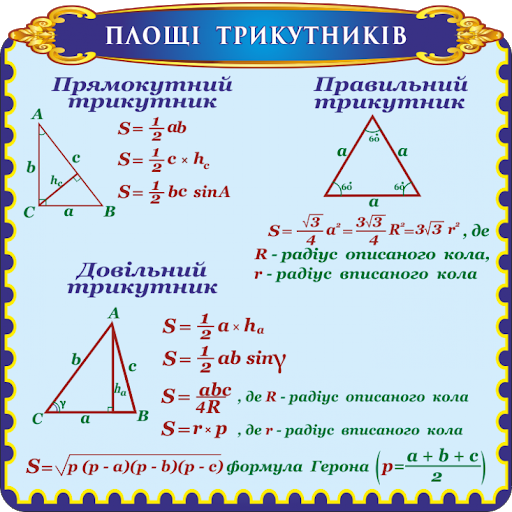 ПЛОЩІ ТРИКУТНИКІВ
Прямокутний
трикутник
A
b
c
h_c
C
a
B
S = 1/2 ab
S = 1/2 c × h_c
S = 1/2 bc sinA
Правильний
трикутник
60°
a
a
60°
60°
a
S = √3/4 a² = 3√3/4 R² = 3√3 r², де
R - радіус описаного кола,
r - радіус вписаного кола
Довільний
трикутник
A
b
c
h_a
C
γ
a
B
S = 1/2 a × h_a
S = 1/2 ab sinγ
S = abc/4R , де R - радіус описаного кола
S = r × p , де r - радіус вписаного кола
S = √p (p - a)(p - b)(p - c) формула Герона (p = a + b + c/2)